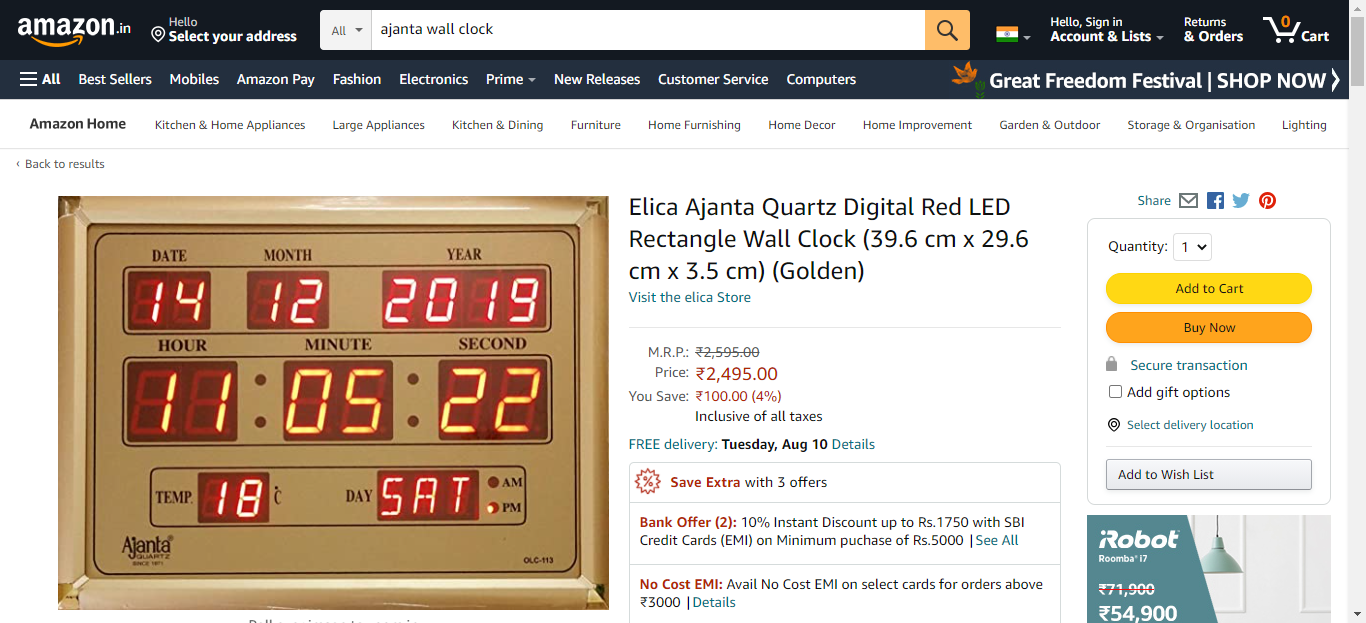 amazon.in
Hello
Select your address
All
ajanta wall clock
Hello, Sign in
Account & Lists
Returns
& Orders
0
Cart
All
Best Sellers
Mobiles
Amazon Pay
Fashion
Electronics
Prime
New Releases
Customer Service
Computers
Great Freedom Festival | SHOP NOW
Amazon Home
Kitchen & Home Appliances
Large Appliances
Kitchen & Dining
Furniture
Home Furnishing
Home Decor
Home Improvement
Garden & Outdoor
Storage & Organisation
Lighting
‹ Back to results
DATE MONTH YEAR
14 12 2019
HOUR MINUTE SECOND
11 : 05 : 22
TEMP. 18 °C DAY SAT AM
PM
Ajanta
QUARTZ
SINCE 1971
OLC-113
Elica Ajanta Quartz Digital Red LED
Rectangle Wall Clock (39.6 cm x 29.6
cm x 3.5 cm) (Golden)
Visit the elica Store
M.R.P.: ₹2,595.00
Price: ₹2,495.00
You Save: ₹100.00 (4%)
Inclusive of all taxes
FREE delivery: Tuesday, Aug 10 Details
% Save Extra with 3 offers
Bank Offer (2): 10% Instant Discount up to Rs.1750 with SBI
Credit Cards (EMI) on Minimum puchase of Rs.5000 | See All
No Cost EMI: Avail No Cost EMI on select cards for orders above
₹3000 | Details
Share
Quantity: 1
Add to Cart
Buy Now
Secure transaction
Add gift options
Select delivery location
Add to Wish List
iRobot
Roomba® i7
₹71,900
₹54,900